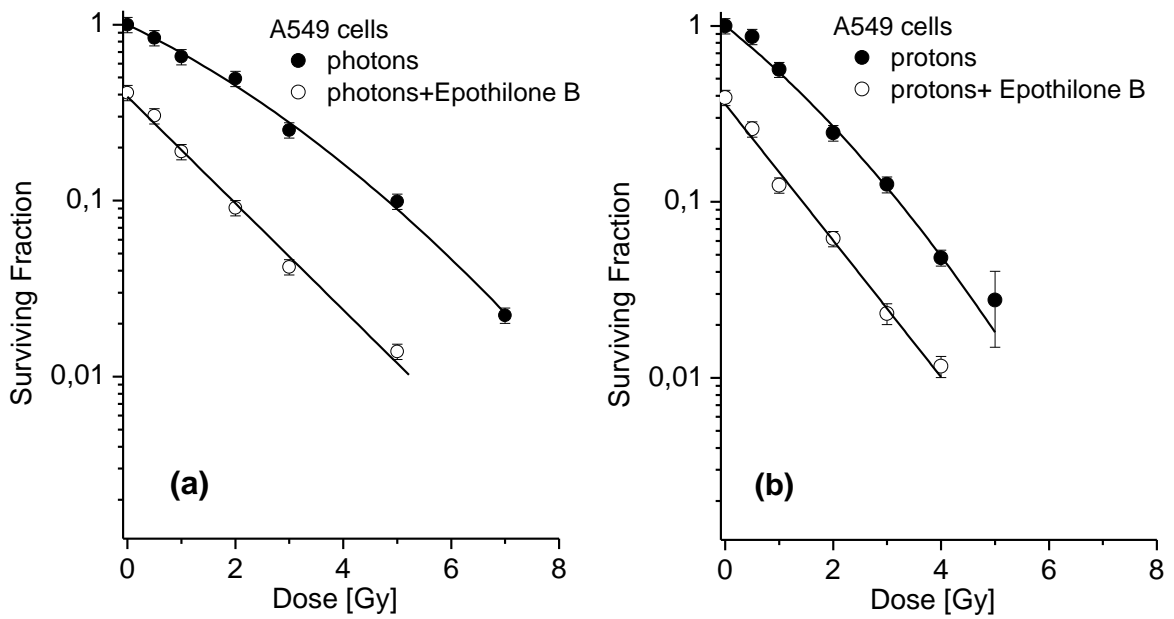 A549 cells
photons
photons+Epothilone B
1
0,1
0,01
Surviving Fraction
(a)
0 2 4 6 8
Dose [Gy]
A549 cells
protons
protons+ Epothilone B
1
0,1
0,01
Surviving Fraction
(b)
0 2 4 6 8
Dose [Gy]